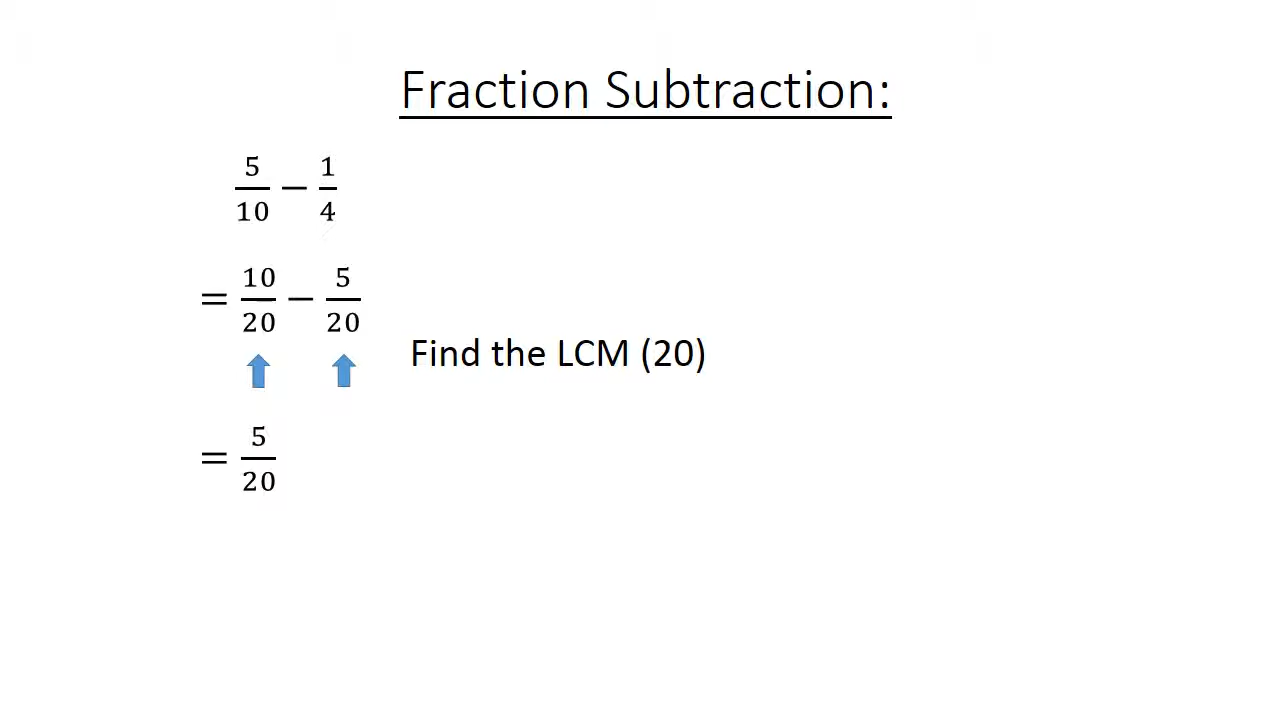 Fraction Subtraction:
5/10 − 1/4
= 10/20 − 5/20
Find the LCM (20)
= 5/20